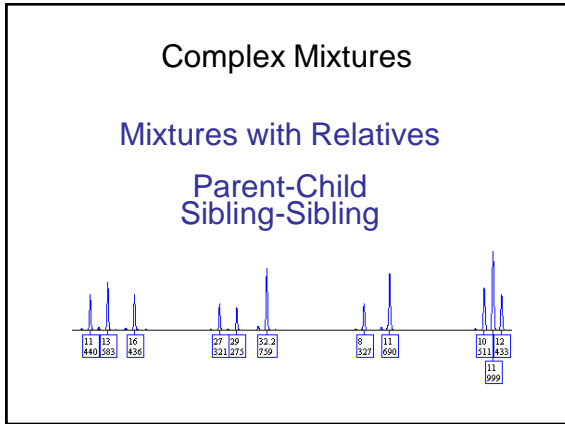 Complex Mixtures
Mixtures with Relatives
Parent-Child
Sibling-Sibling
11 13 16 27 29 32.2 8 11 10 12
440 583 436 321 275 759 327 690 511 433
11
999